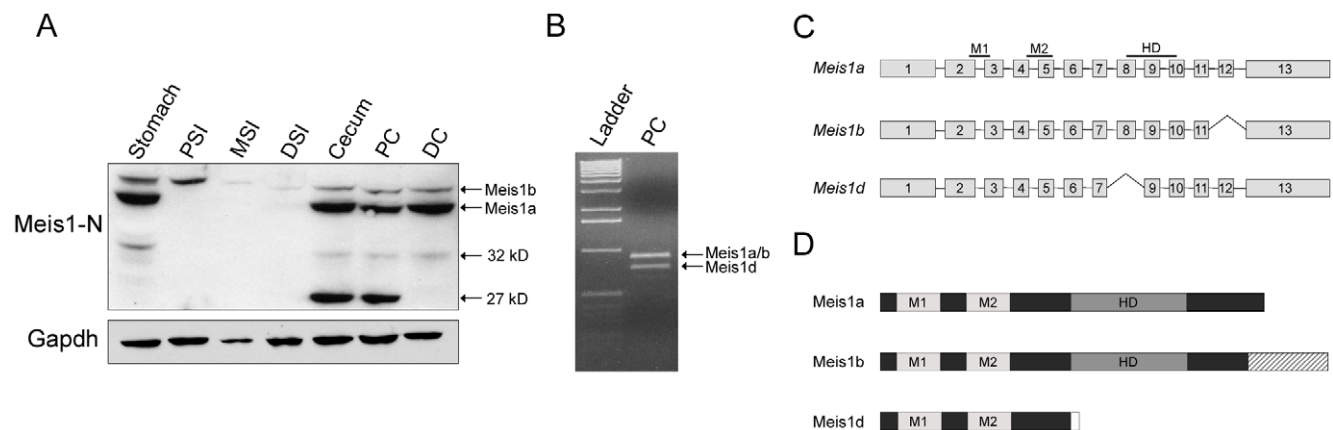 A
Stomach
PSI
MSI
DSI
Cecum
PC
DC
Meis1-N
Meis1b
Meis1a
32 kD
27 kD
Gapdh
B
Ladder
PC
Meis1a/b
Meis1d
C
M1 M2 HD
Meis1a 1 2 3 4 5 6 7 8 9 10 11 12 13
Meis1b 1 2 3 4 5 6 7 8 9 10 11 13
Meis1d 1 2 3 4 5 6 7 9 10 11 12 13
D
Meis1a M1 M2 HD
Meis1b M1 M2 HD
Meis1d M1 M2